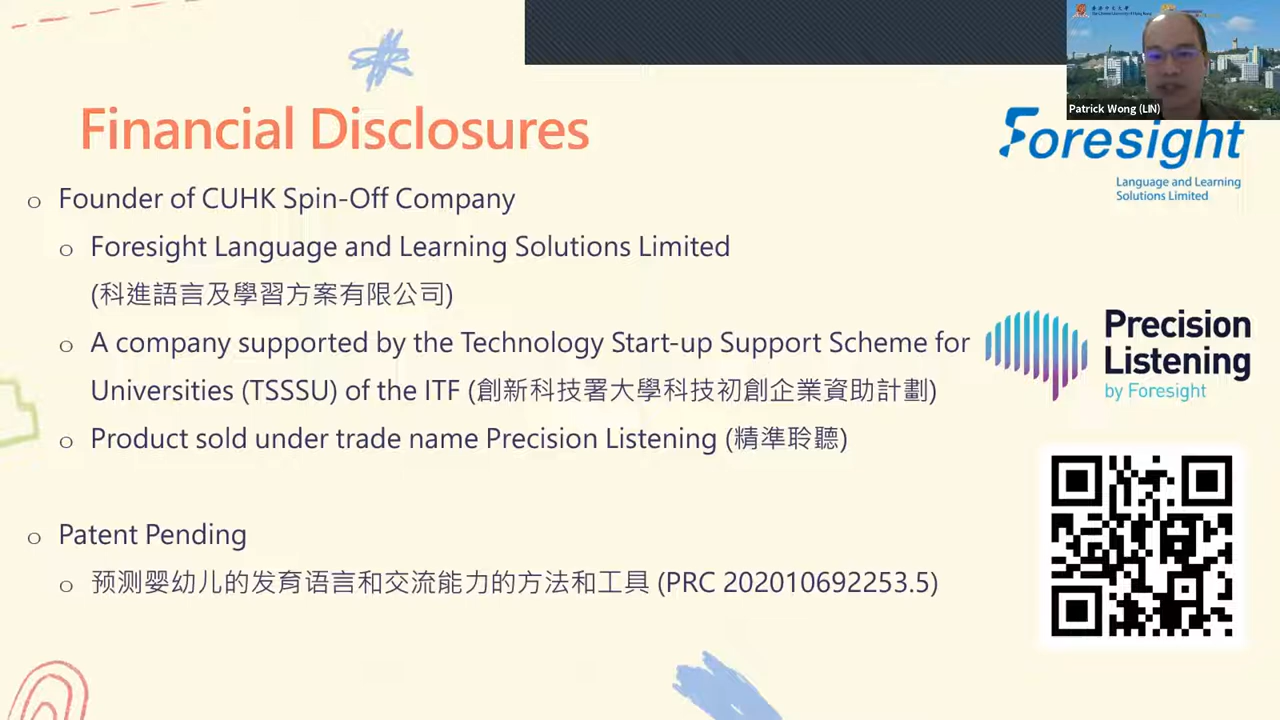 Financial Disclosures
Patrick Wong (LIN)
Foresight
Language and Learning
Solutions Limited
o Founder of CUHK Spin-Off Company
o Foresight Language and Learning Solutions Limited
(科進語言及學習方案有限公司)
o A company supported by the Technology Start-up Support Scheme for
Universities (TSSSU) of the ITF (創新科技署大學科技初創企業資助計劃)
o Product sold under trade name Precision Listening (精準聆聽)
Precision
Listening
by Foresight
o Patent Pending
o 预测婴幼儿的发育语言和交流能力的方法和工具 (PRC 202010692253.5)